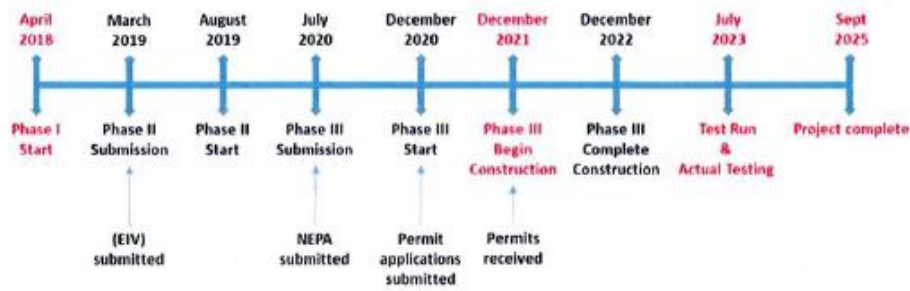 April
2018
March
2019
August
2019
July
2020
December
2020
December
2021
December
2022
July
2023
Sept
2025
Phase I
Start
Phase II
Submission
Phase II
Start
Phase III
Submission
Phase III
Start
Phase III
Begin
Construction
Phase III
Complete
Construction
Test Run
&
Actual Testing
Project complete
(EIV)
submitted
NEPA
submitted
Permit
applications
submitted
Permits
received